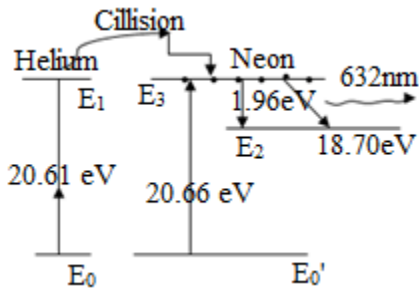 Cillision
Helium
Neon
632nm
E1
E3
1.96eV
E2
18.70eV
20.61 eV
20.66 eV
E0
E0'